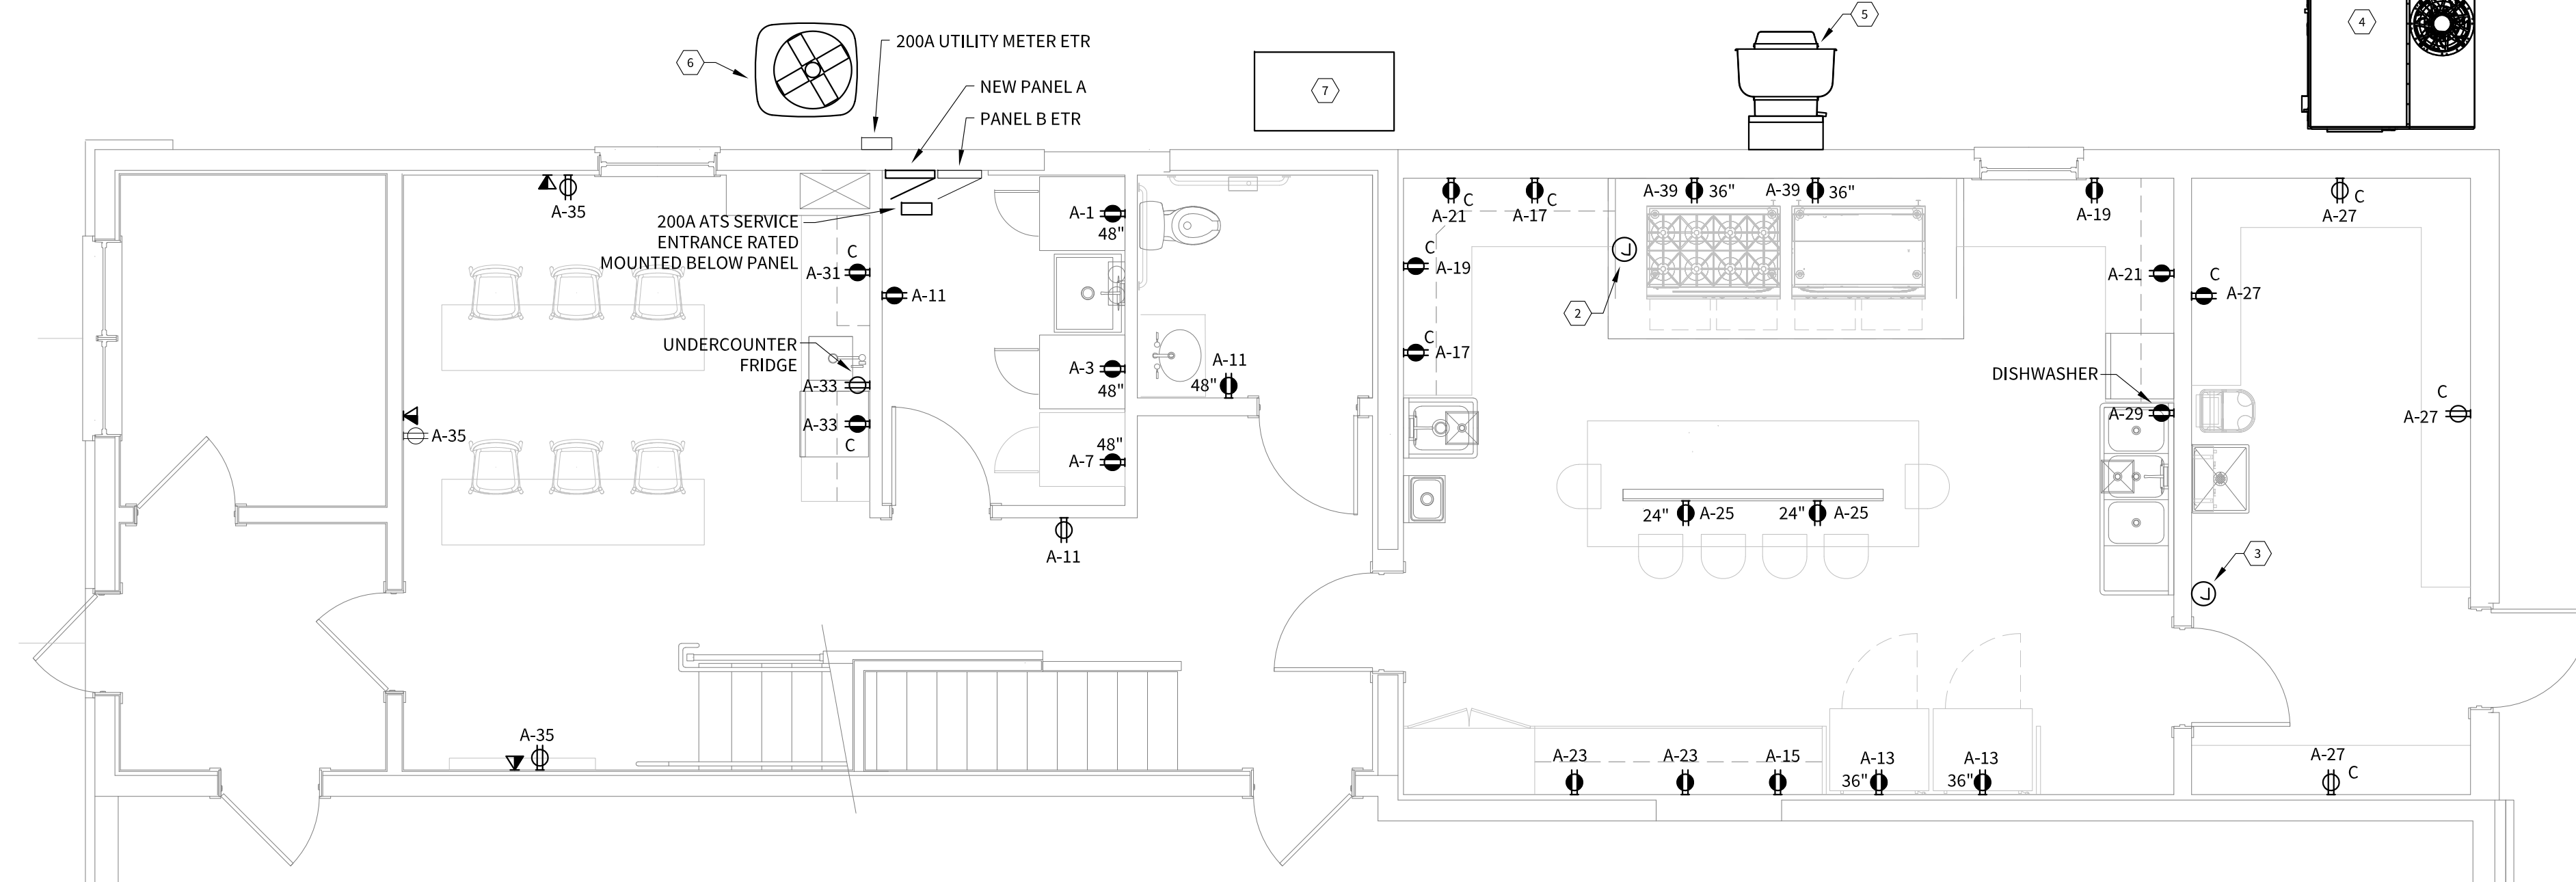 5
4
6
200A UTILITY METER ETR
NEW PANEL A
PANEL B ETR
7
A-35
200A ATS SERVICE
ENTRANCE RATED
MOUNTED BELOW PANEL
A-1
48"
C
A-31
A-11
UNDERCOUNTER
FRIDGE
A-33
A-33
C
A-3
48"
A-11
48"
48"
A-7
A-35
A-11
A-35
C
A-21
C
A-17
A-39
36"
A-39
36"
A-19
C
A-27
C
A-19
2
A-21
C
A-27
C
A-17
DISHWASHER
A-29
C
A-27
24"
A-25
24"
A-25
3
A-23
A-23
A-15
A-13
36"
A-13
36"
A-27
C